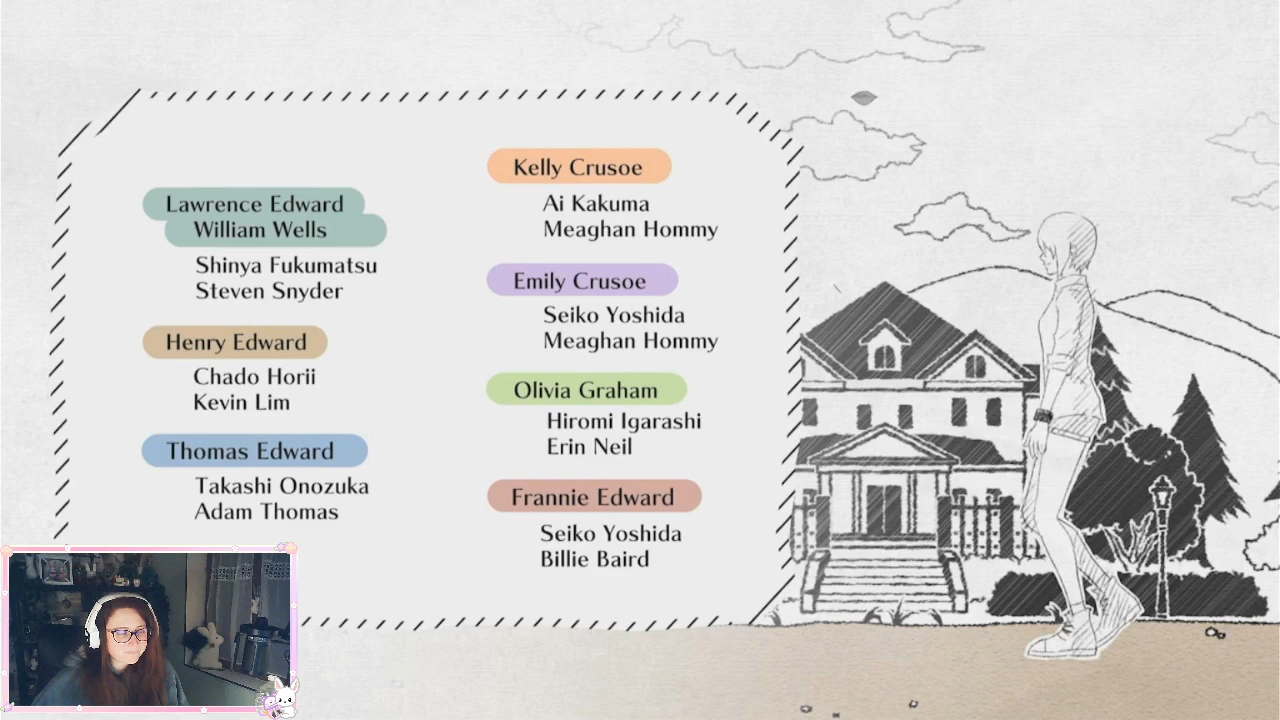 Lawrence Edward
William Wells
Shinya Fukumatsu
Steven Snyder
Henry Edward
Chado Horii
Kevin Lim
Thomas Edward
Takashi Onozuka
Adam Thomas
Kelly Crusoe
Ai Kakuma
Meaghan Hommy
Emily Crusoe
Seiko Yoshida
Meaghan Hommy
Olivia Graham
Hiromi Igarashi
Erin Neil
Frannie Edward
Seiko Yoshida
Billie Baird